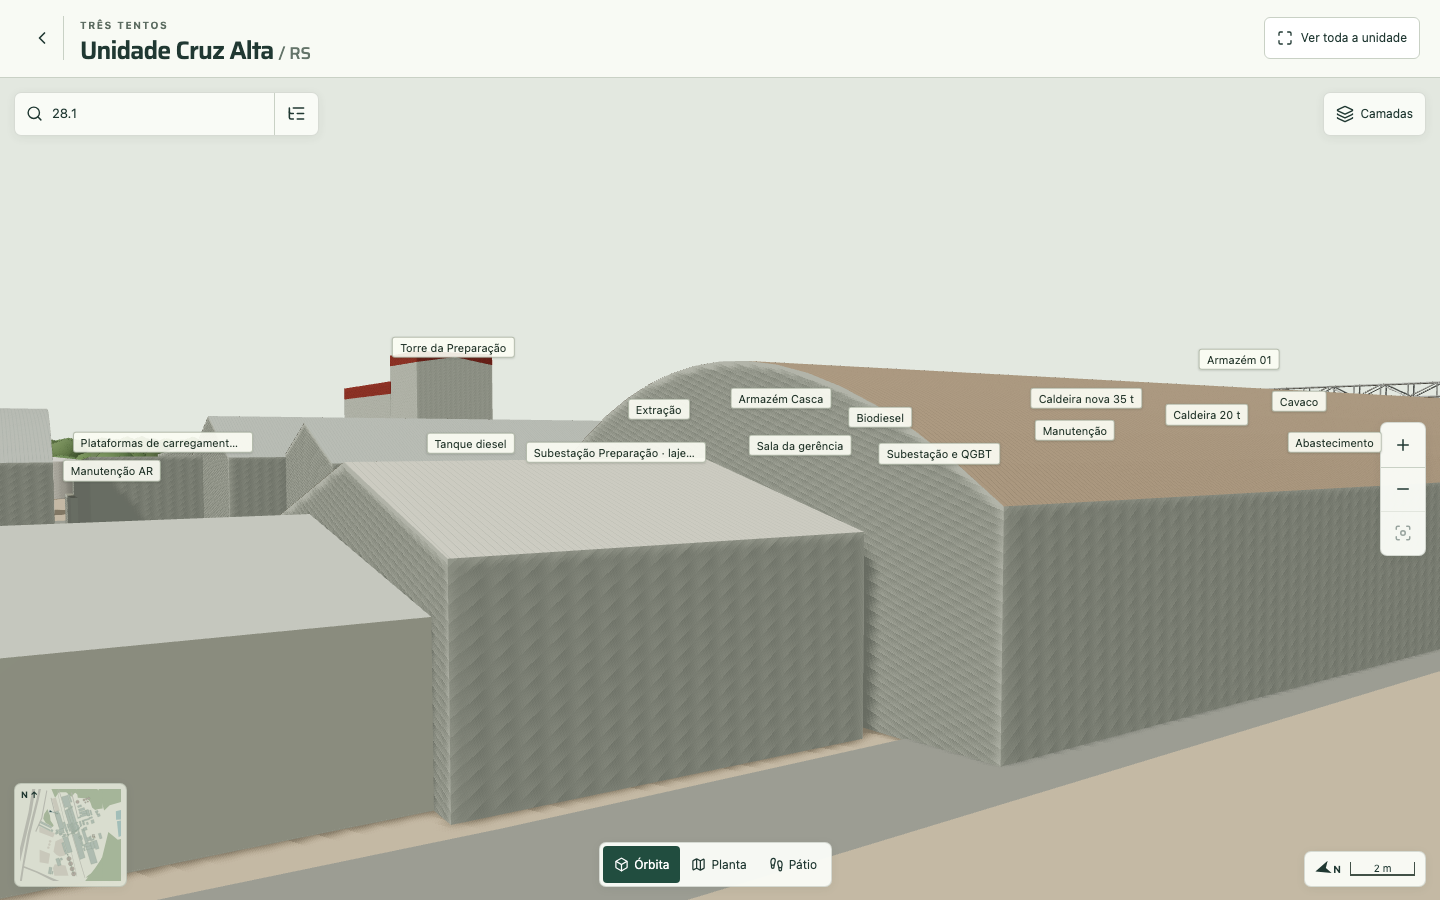 TRÊS TENTOS
Unidade Cruz Alta / RS
Ver toda a unidade
28.1
Camadas
Torre da Preparação
Armazém 01
Armazém Casca
Caldeira nova 35 t
Cavaco
Extração
Biodiesel
Caldeira 20 t
Manutenção
Plataformas de carregament...
Tanque diesel
Sala da gerência
Abastecimento
Subestação Preparação · laje...
Subestação e QGBT
Manutenção AR
N
Órbita
Planta
Pátio
N
2 m